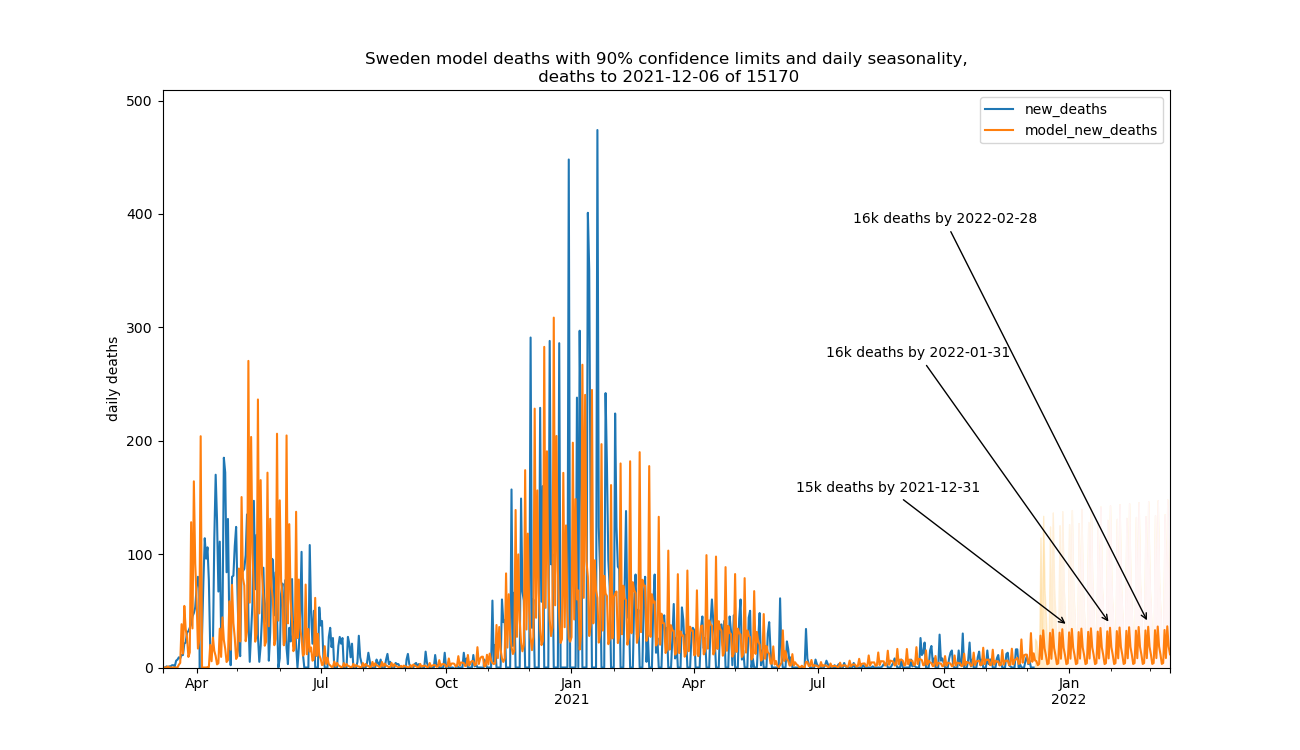 Sweden model deaths with 90% confidence limits and daily seasonality,
deaths to 2021-12-06 of 15170
500
400
300
200
100
0
daily deaths
new_deaths
model_new_deaths
16k deaths by 2022-02-28
16k deaths by 2022-01-31
15k deaths by 2021-12-31
Apr
Jul
Oct
Jan
2021
Apr
Jul
Oct
Jan
2022